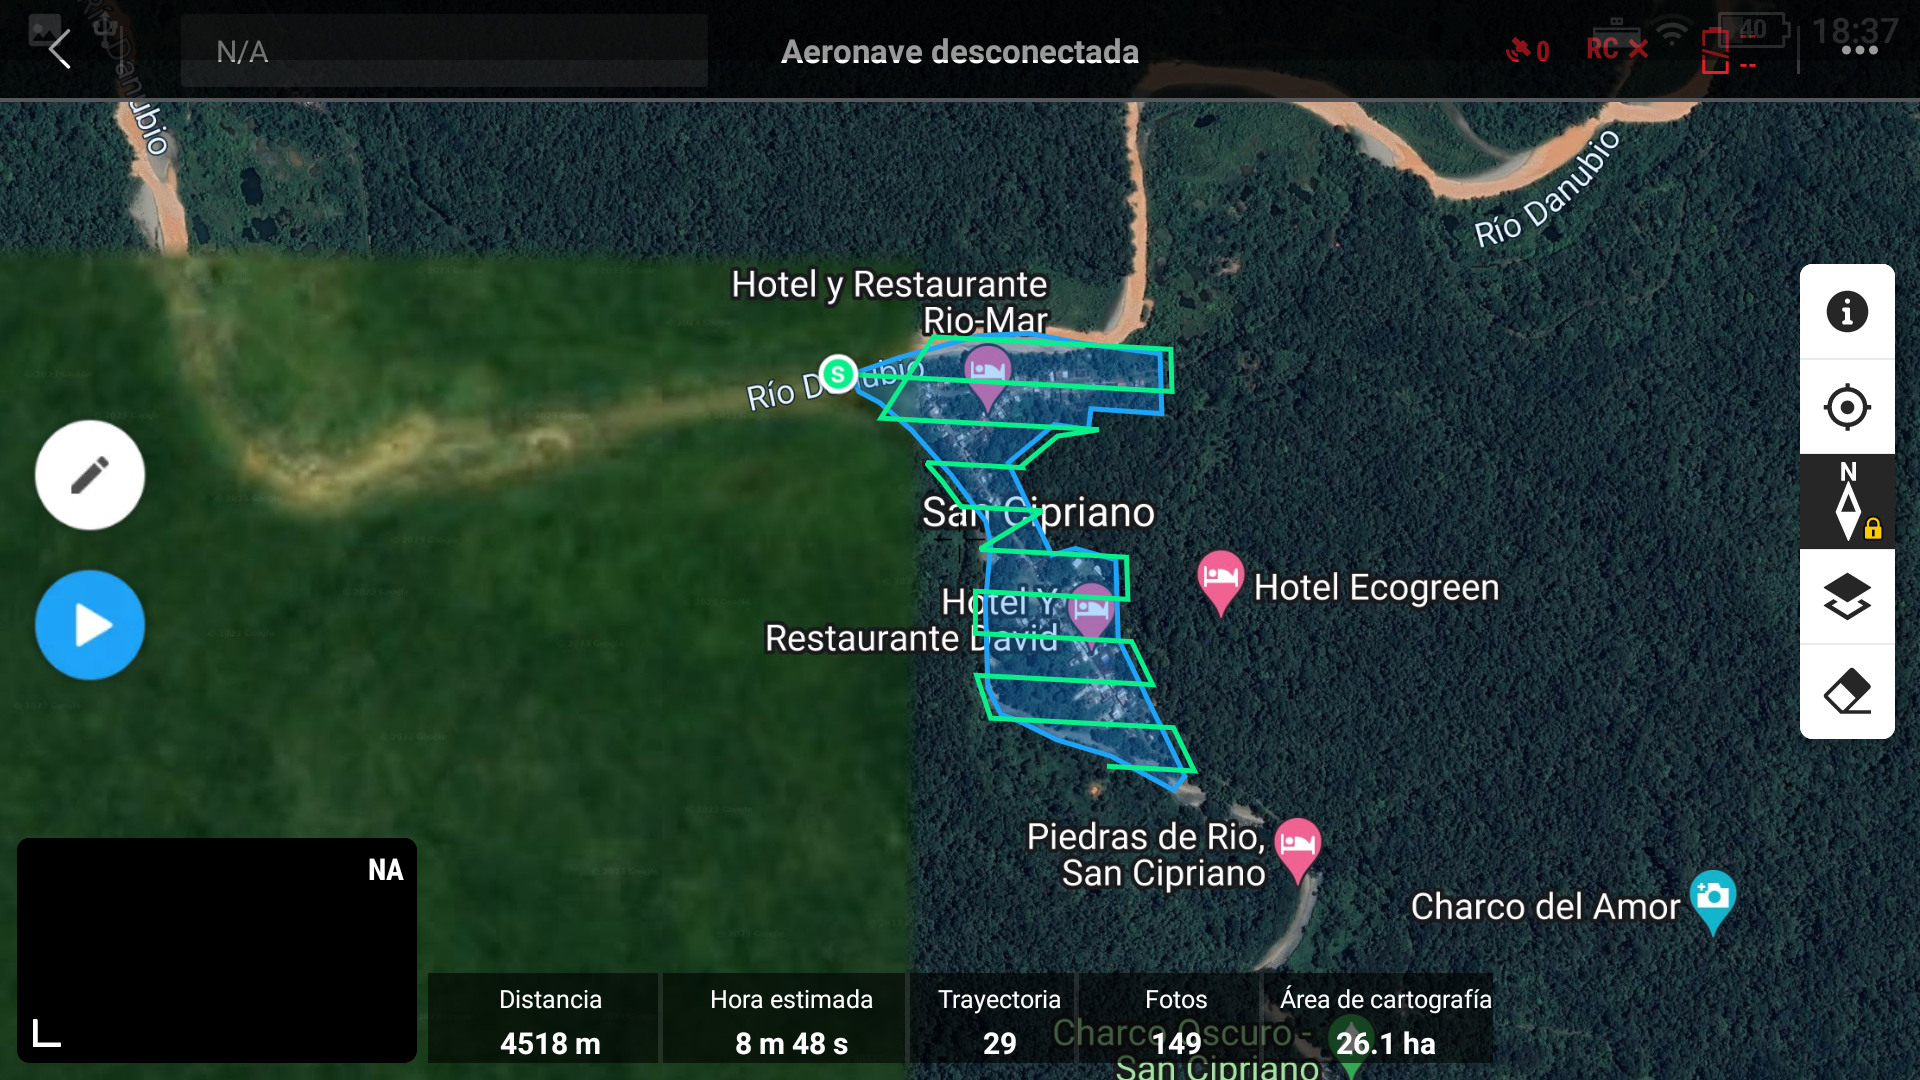 N/A
Aeronave desconectada
0
RC
--
--
40
18:37
Río Danubio
Hotel y Restaurante
Rio-Mar
S
Río Danubio
N
San Cipriano
Hotel Ecogreen
Hotel Y
Restaurante David
Piedras de Rio,
San Cipriano
Charco del Amor
NA
Distancia
4518 m
Hora estimada
8 m 48 s
Trayectoria
29
Fotos
149
Área de cartografía
26.1 ha
Charco Oscuro -
San Cipriano